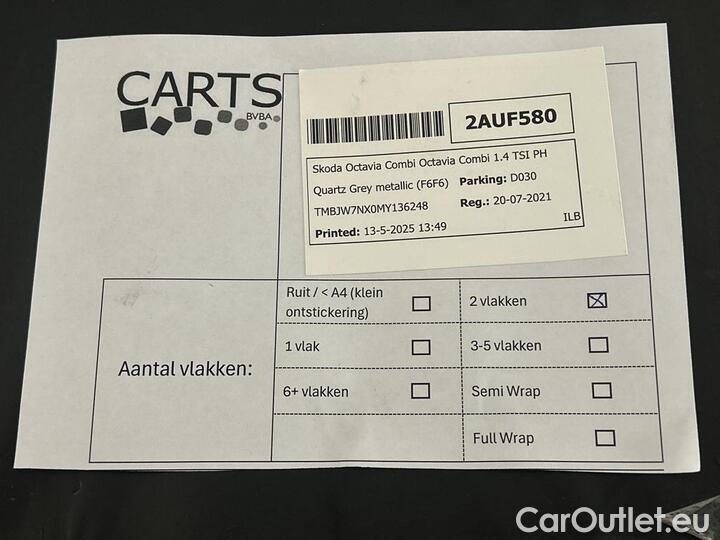 CARTS
BVBA
2AUF580
Skoda Octavia Combi Octavia Combi 1.4 TSI PH
Quartz Grey metallic (F6F6) Parking: D030
TMBJW7NX0MY136248 Reg.: 20-07-2021
Printed: 13-5-2025 13:49 ILB
Aantal vlakken:
Ruit / < A4 (klein
ontstickering)
2 vlakken
1 vlak
3-5 vlakken
6+ vlakken
Semi Wrap
Full Wrap
CarOutlet.eu